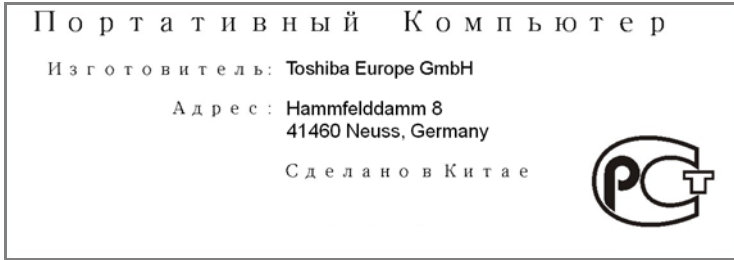 Портативный Компьютер
Изготовитель: Toshiba Europe GmbH
Адрес: Hammfelddamm 8
41460 Neuss, Germany
Сделано в Китае
РСТ